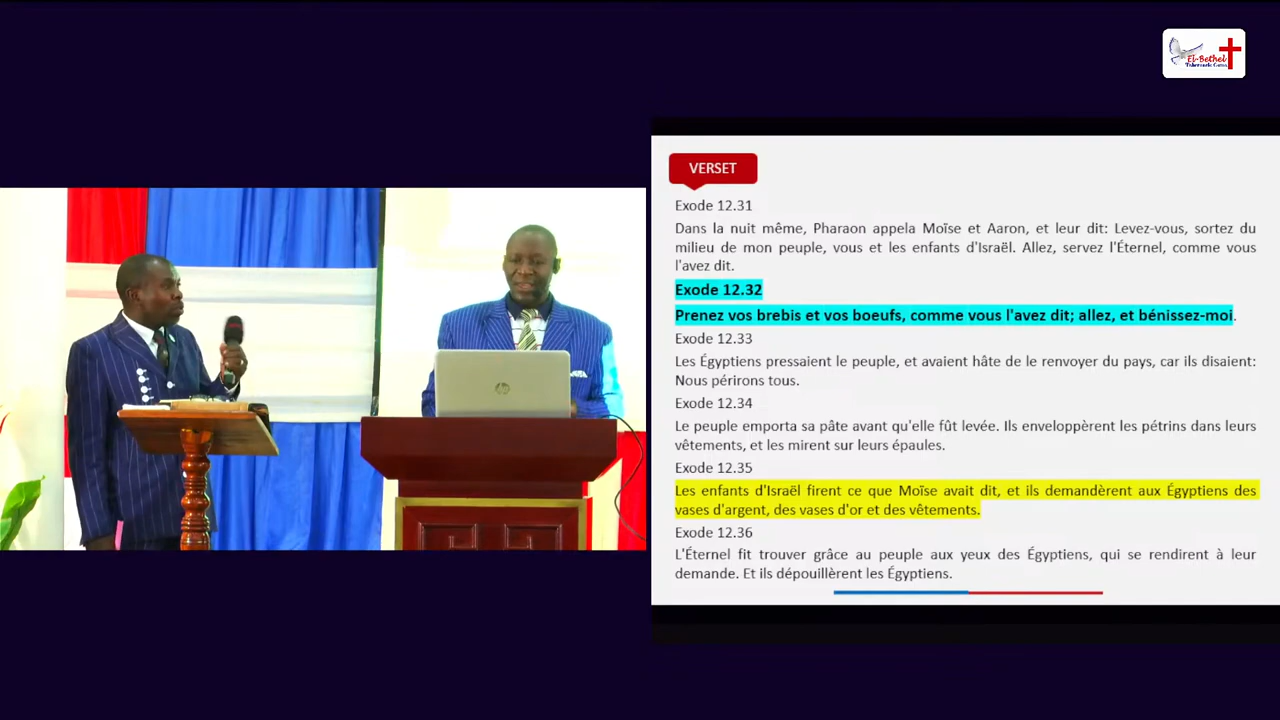 El-Bethel
Tabernacle Coros
VERSET
Exode 12.31
Dans la nuit même, Pharaon appela Moïse et Aaron, et leur dit: Levez-vous, sortez du
milieu de mon peuple, vous et les enfants d'Israël. Allez, servez l'Éternel, comme vous
l'avez dit.
Exode 12.32
Prenez vos brebis et vos boeufs, comme vous l'avez dit; allez, et bénissez-moi.
Exode 12.33
Les Égyptiens pressaient le peuple, et avaient hâte de le renvoyer du pays, car ils disaient:
Nous périrons tous.
Exode 12.34
Le peuple emporta sa pâte avant qu'elle fût levée. Ils enveloppèrent les pétrins dans leurs
vêtements, et les mirent sur leurs épaules.
Exode 12.35
Les enfants d'Israël firent ce que Moïse avait dit, et ils demandèrent aux Égyptiens des
vases d'argent, des vases d'or et des vêtements.
Exode 12.36
L'Éternel fit trouver grâce au peuple aux yeux des Égyptiens, qui se rendirent à leur
demande. Et ils dépouillèrent les Égyptiens.